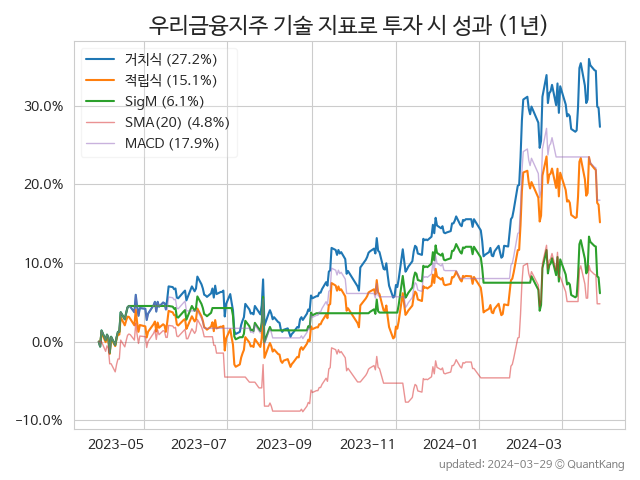 우리금융지주 기술 지표로 투자 시 성과 (1년)
거치식 (27.2%)
적립식 (15.1%)
SigM (6.1%)
SMA(20) (4.8%)
MACD (17.9%)
30.0%
20.0%
10.0%
0.0%
−10.0%
2023−05 2023−07 2023−09 2023−11 2024−01 2024−03
updated: 2024−03−29 ⓒ QuantKang